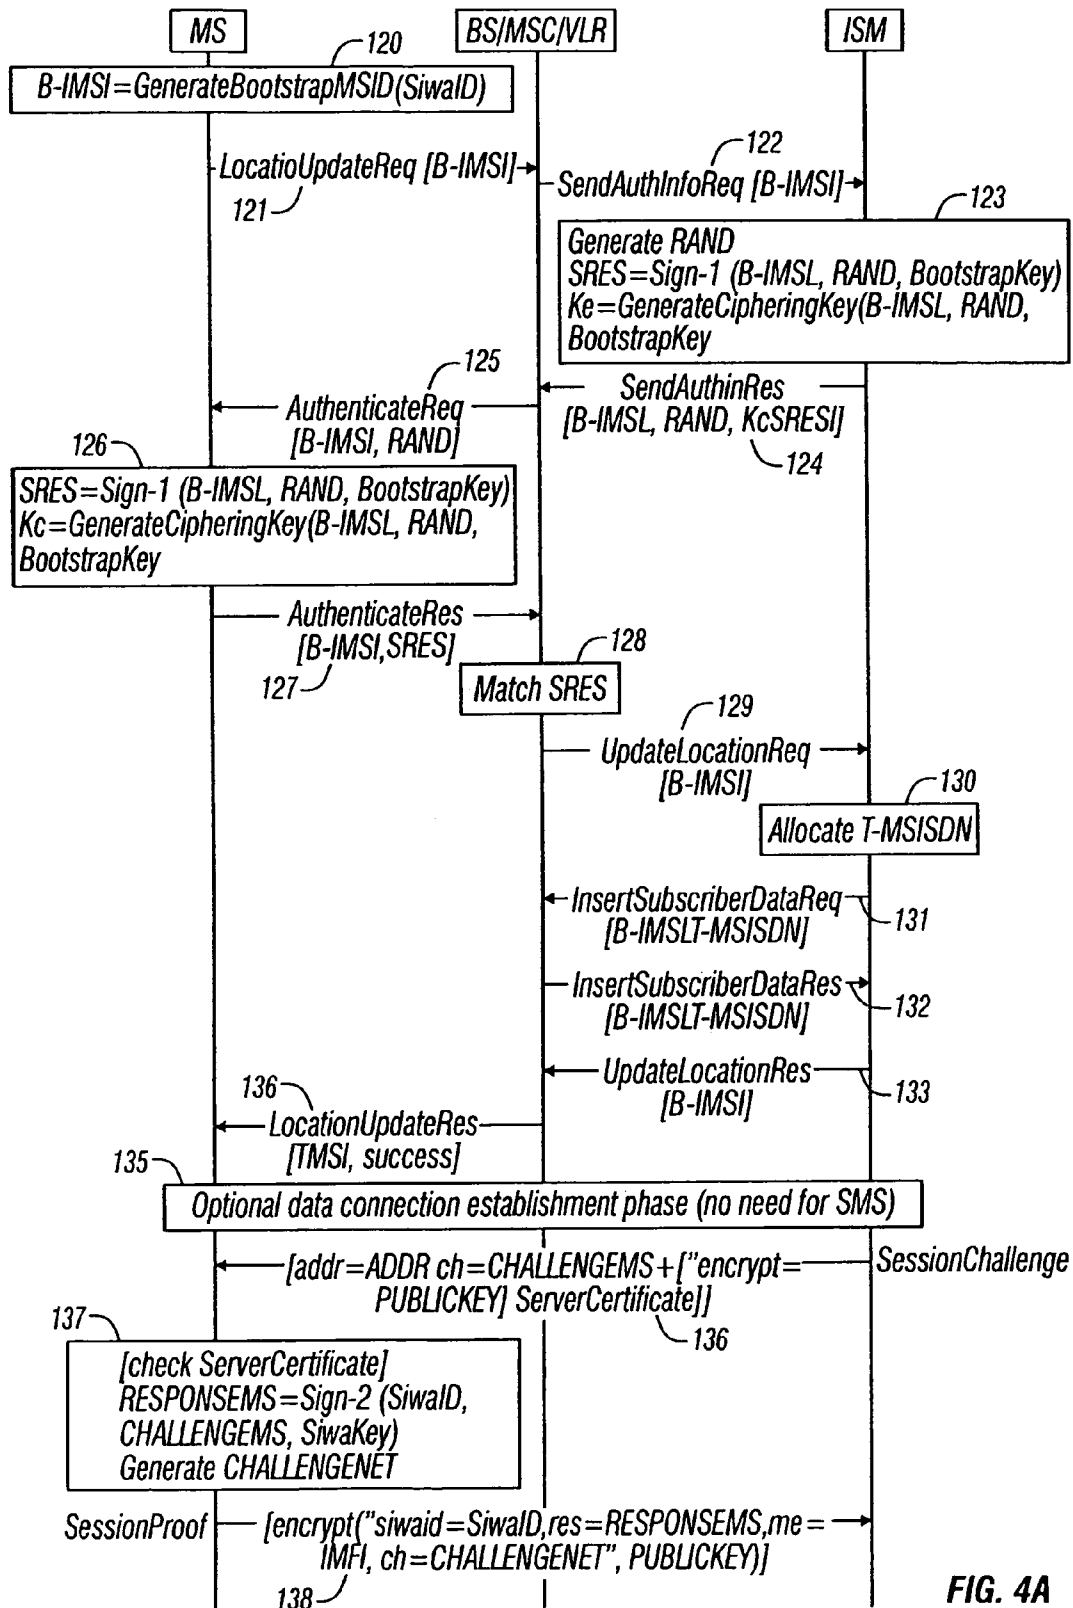 MS
BS/MSC/VLR
ISM
120
B-IMSI=GenerateBootstrapMSID(SiwaID)
LocatioUpdateReq [B-IMSI]
121
122
SendAuthInfoReq [B-IMSI]
123
Generate RAND
SRES=Sign-1 (B-IMSL, RAND, BootstrapKey)
Ke=GenerateCipheringKey(B-IMSL, RAND,
BootstrapKey
SendAuthinRes
[B-IMSL, RAND, KcSRESI]
124
125
AuthenticateReq
[B-IMSI, RAND]
126
SRES=Sign-1 (B-IMSL, RAND, BootstrapKey)
Kc=GenerateCipheringKey(B-IMSL, RAND,
BootstrapKey
AuthenticateRes
[B-IMSI,SRES]
127
128
Match SRES
129
UpdateLocationReq
[B-IMSI]
130
Allocate T-MSISDN
InsertSubscriberDataReq
[B-IMSLT-MSISDN]
131
InsertSubscriberDataRes
[B-IMSLT-MSISDN]
132
UpdateLocationRes
[B-IMSI]
133
136
LocationUpdateRes
[TMSI, success]
135
Optional data connection establishment phase (no need for SMS)
[addr=ADDR ch=CHALLENGEMS+["encrypt=
PUBLICKEY] ServerCertificate]]
SessionChallenge
136
137
[check ServerCertificate]
RESPONSEMS=Sign-2 (SiwaID,
CHALLENGEMS, SiwaKey)
Generate CHALLENGENET
SessionProof
[encrypt("siwaid=SiwaID,res=RESPONSEMS,me=
IMFI, ch=CHALLENGENET", PUBLICKEY)]
138
FIG. 4A